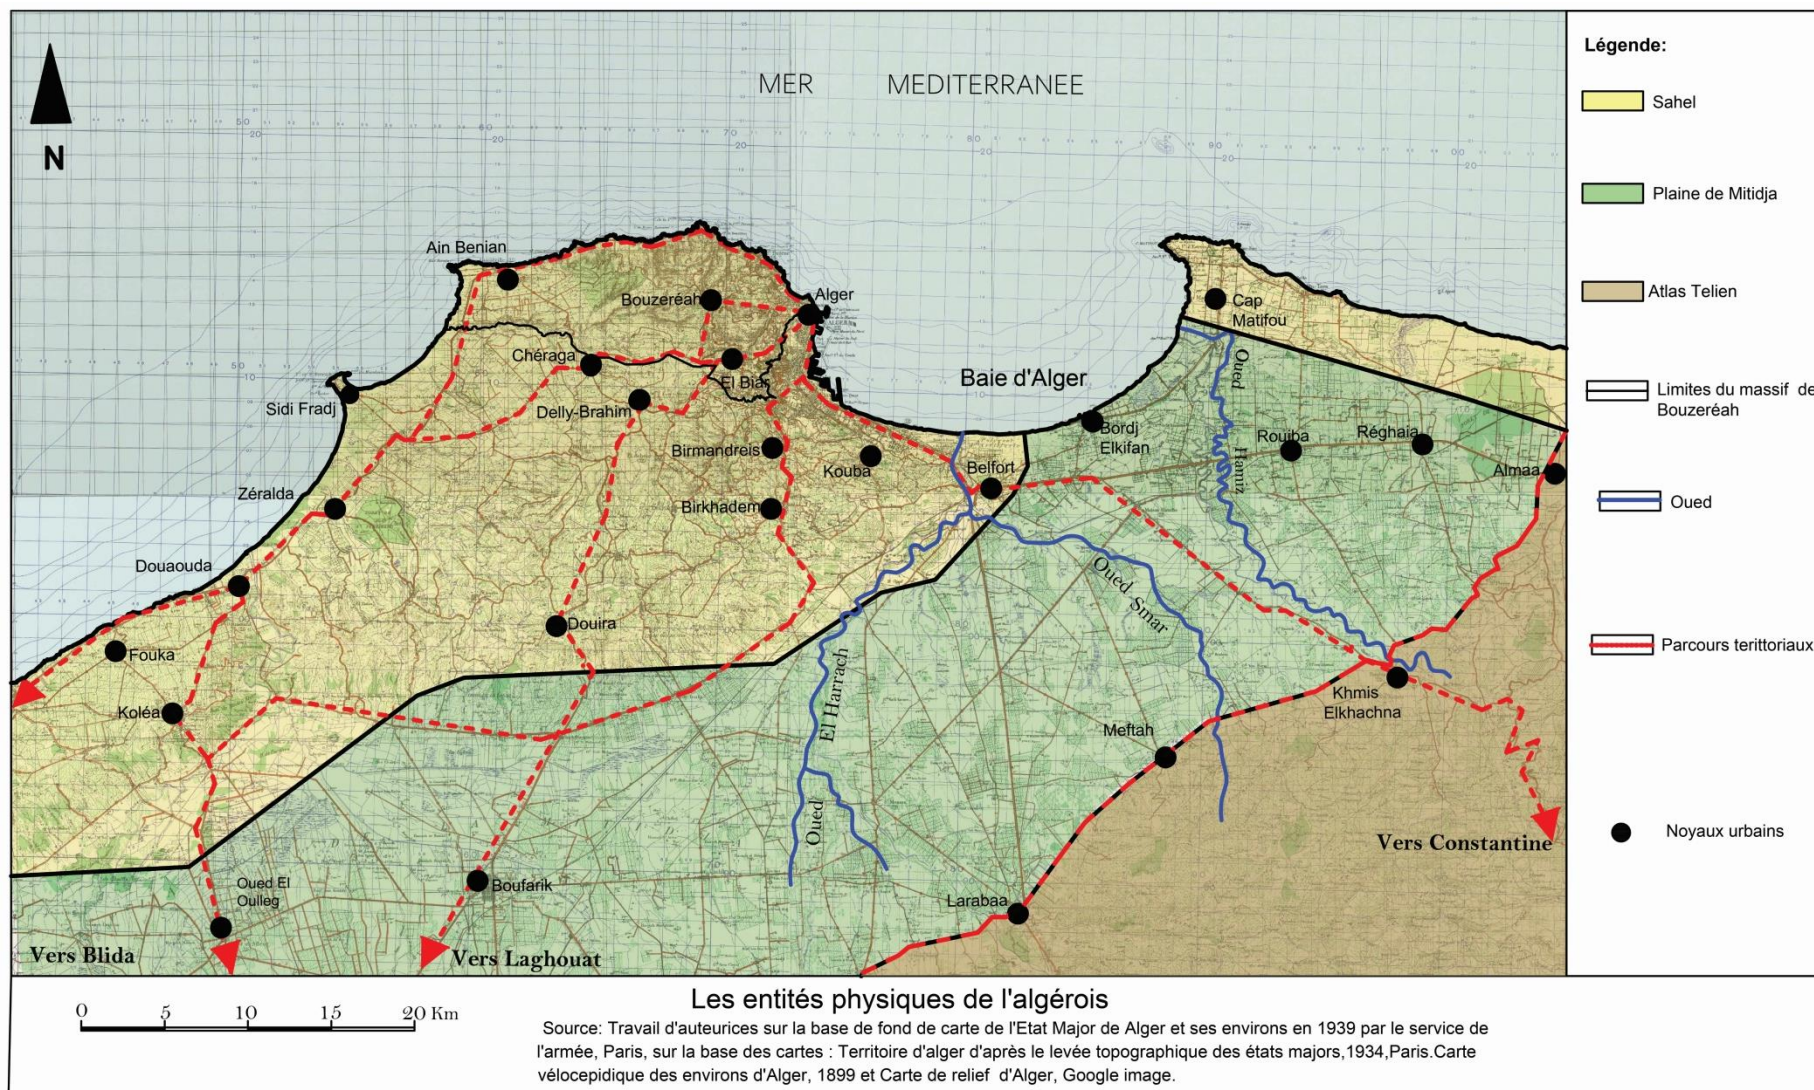 MER MEDITERRANEE
N
Ain Benian
Bouzeréah
Alger
Cap
Matifou
Chéraga
El Biar
Baie d'Alger
Sidi Fradj
Delly-Brahim
Bordj
Elkifan
Oued
Hamiz
Rouiba
Réghaia
Almaa
Birmandreis
Kouba
Belfort
Zéralda
Birkhadem
Douaouda
Oued Smar
Douira
Fouka
El Harrach
Oued
Koléa
Khmis
Elkhachna
Meftah
Vers Constantine
Oued El
Oulleg
Boufarik
Larabaa
Vers Blida
Vers Laghouat
Légende:
Sahel
Plaine de Mitidja
Atlas Telien
Limites du massif de
Bouzeréah
Oued
Parcours terittoriaux
Noyaux urbains
0 5 10 15 20 Km
Les entités physiques de l'algérois
Source: Travail d'auteurices sur la base de fond de carte de l'Etat Major de Alger et ses environs en 1939 par le service de
l'armée, Paris, sur la base des cartes : Territoire d'alger d'après le levée topographique des états majors,1934,Paris.Carte
vélocepidique des environs d'Alger, 1899 et Carte de relief d'Alger, Google image.